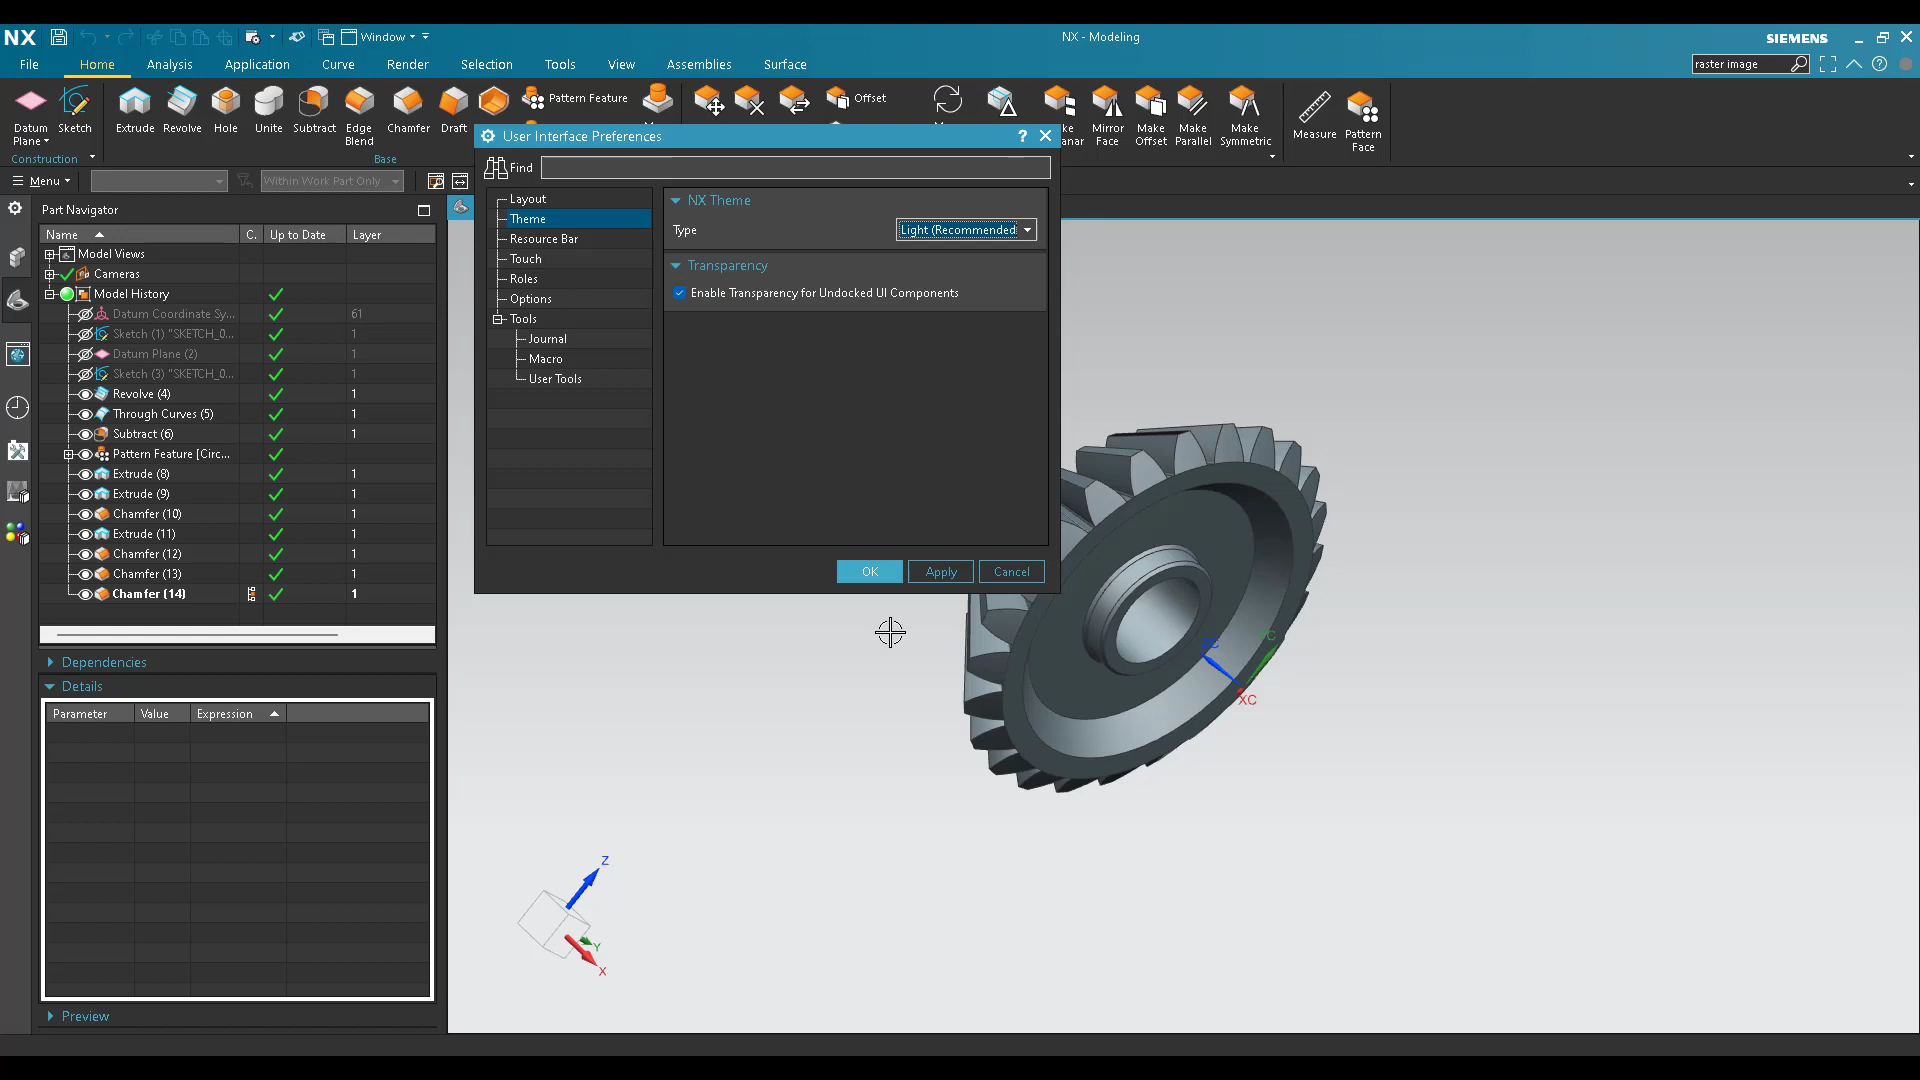 NX
Window
NX - Modeling
SIEMENS
File
Home
Analysis
Application
Curve
Render
Selection
Tools
View
Assemblies
Surface
raster image
Datum
Plane
Sketch
Extrude
Revolve
Hole
Unite
Subtract
Edge
Blend
Chamfer
Draft
Pattern Feature
Offset
Mirror
Face
Make
Offset
Make
Parallel
Make
Symmetric
Measure
Pattern
Face
Construction
Base
Menu
Within Work Part Only
User Interface Preferences
?
Find
Layout
Theme
Resource Bar
Touch
Roles
Options
Tools
Journal
Macro
User Tools
NX Theme
Type
Light (Recommended
Transparency
Enable Transparency for Undocked UI Components
OK
Apply
Cancel
Part Navigator
Name C. Up to Date Layer
Model Views
Cameras
Model History
Datum Coordinate Sy... 61
Sketch (1) "SKETCH_0... 1
Datum Plane (2) 1
Sketch (3) "SKETCH_0... 1
Revolve (4) 1
Through Curves (5) 1
Subtract (6) 1
Pattern Feature [Circ...
Extrude (8) 1
Extrude (9) 1
Chamfer (10) 1
Extrude (11) 1
Chamfer (12) 1
Chamfer (13) 1
Chamfer (14) 1
Dependencies
Details
Parameter Value Expression
Preview
ZC
YC
XC
Z
Y
X